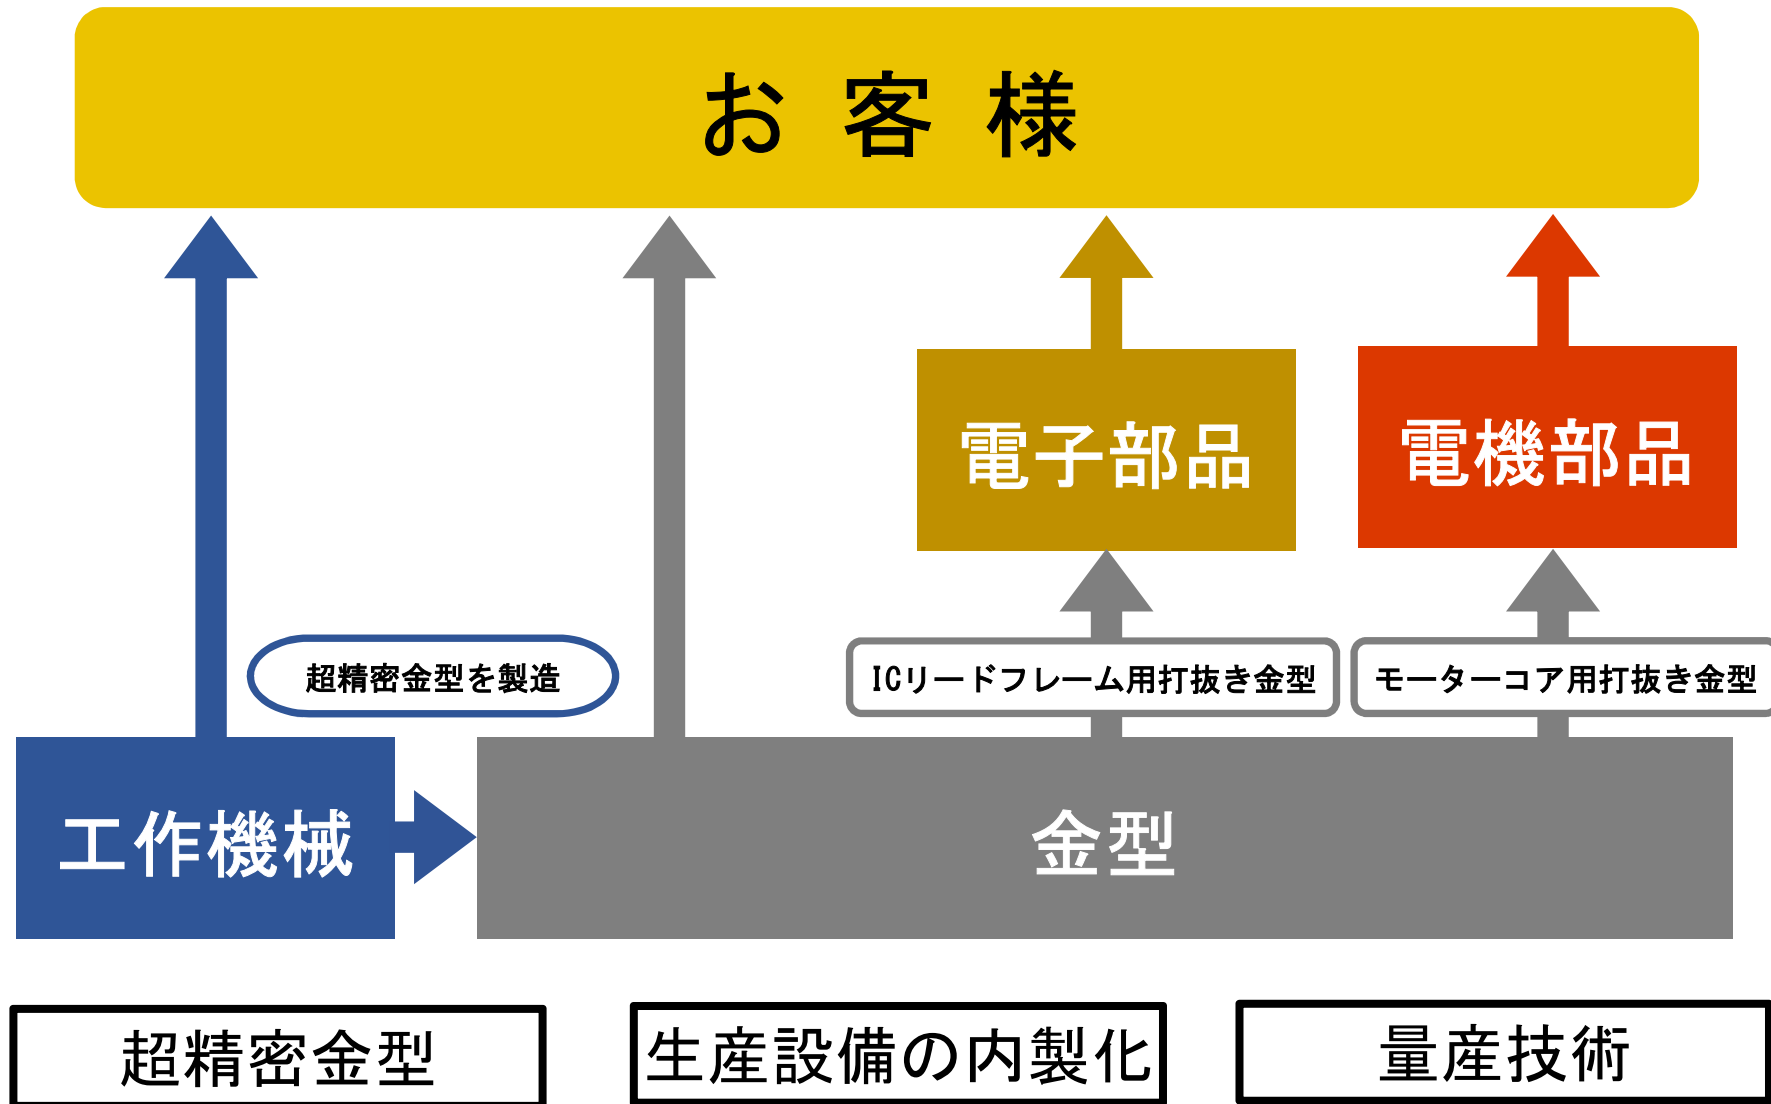 お客様
電子部品
電機部品
超精密金型を製造
ICリードフレーム用打抜き金型
モーターコア用打抜き金型
工作機械
金型
超精密金型
生産設備の内製化
量産技術